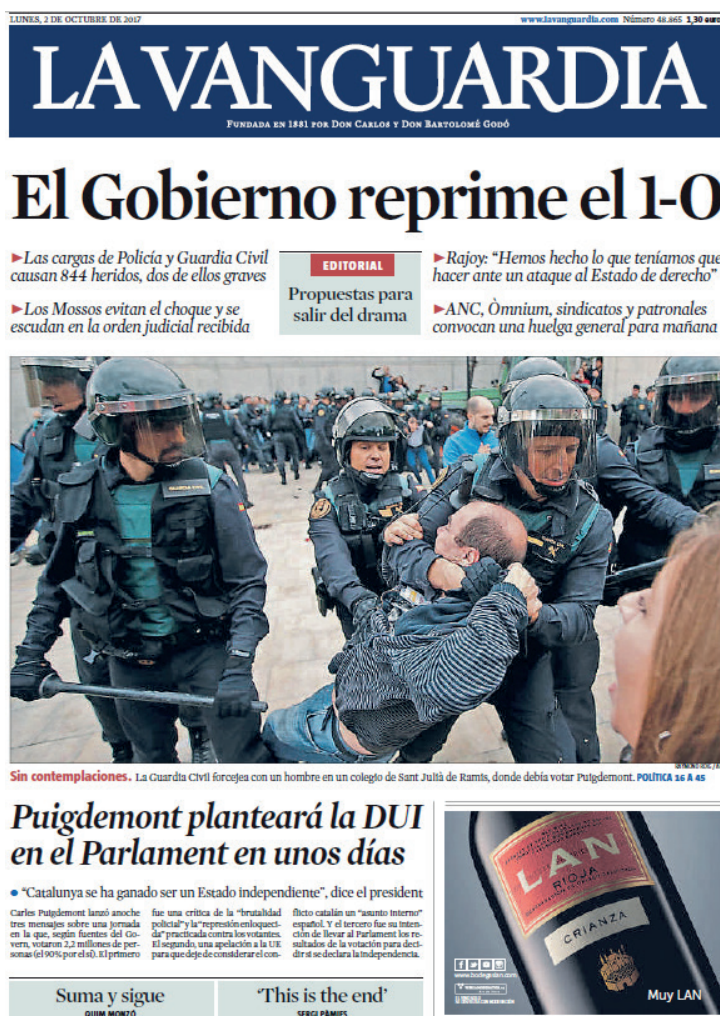 LUNES, 2 DE OCTUBRE DE 2017
www.lavanguardia.com Número 48.865 1,30 euro
LA VANGUARDIA
FUNDADA EN 1881 POR DON CARLOS Y DON BARTOLOMÉ GODÓ
El Gobierno reprime el 1-O
►Las cargas de Policía y Guardia Civil
causan 844 heridos, dos de ellos graves
►Los Mossos evitan el choque y se
escudan en la orden judicial recibida
EDITORIAL
Propuestas para
salir del drama
►Rajoy: “Hemos hecho lo que teníamos que
hacer ante un ataque al Estado de derecho”
►ANC, Òmnium, sindicatos y patronales
convocan una huelga general para mañana
GUARDIA CIVIL
Sin contemplaciones. La Guardia Civil forcejea con un hombre en un colegio de Sant Julià de Ramis, donde debía votar Puigdemont. POLÍTICA 16 A 45
Puigdemont planteará la DUI
en el Parlament en unos días
• “Catalunya se ha ganado ser un Estado independiente”, dice el president
Carles Puigdemont lanzó anoche
tres mensajes sobre una jornada
en la que, según fuentes del Go-
vern, votaron 2,2 millones de per-
sonas (el 90% por el sí). El primero
fue una crítica de la “brutalidad
policial” y la “represión enloqueci-
da” practicada contra los votantes.
El segundo, una apelación a la UE
para que deje de considerar el con-
flicto catalán un “asunto interno”
español. Y el tercero fue su inten-
ción de llevar al Parlament los re-
sultados de la votación para deci-
dir si se declara la independencia.
Suma y sigue
QUIM MONZÓ
‘This is the end’
SERGI PÀMIES
LAN
RIOJA
CRIANZA
www.bodegaslan.com
Muy LAN